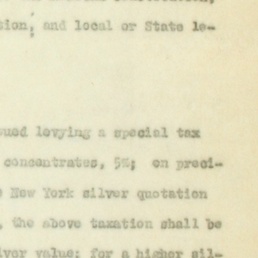 sion, and local or State le-
sued levying a special tax
concentrates, 5%; on preci-
New York silver quotation
, the above taxation shall be
iver value; for a higher sil-